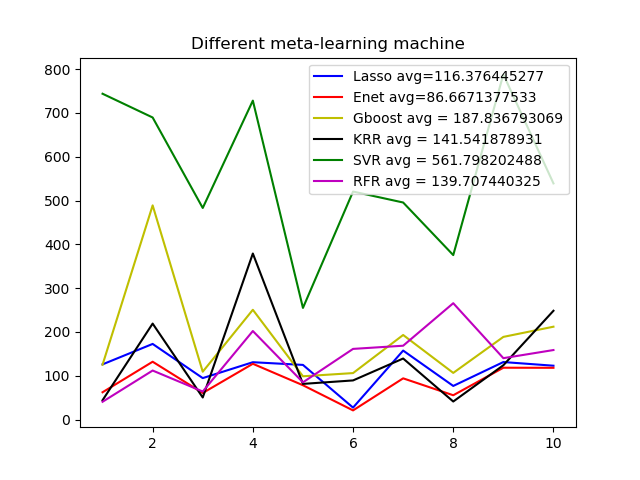 Different meta-learning machine
Lasso avg=116.376445277
Enet avg=86.6671377533
Gboost avg = 187.836793069
KRR avg = 141.541878931
SVR avg = 561.798202488
RFR avg = 139.707440325
800
700
600
500
400
300
200
100
0
2 4 6 8 10